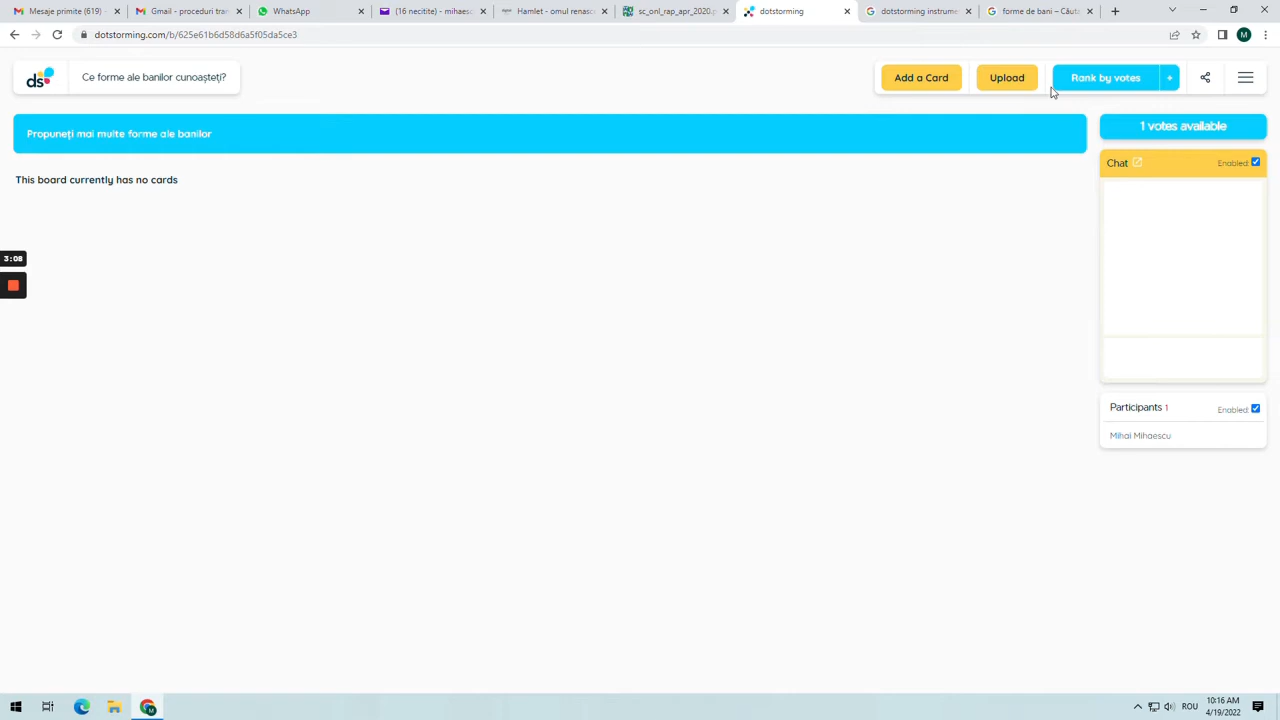 Mesaje primite (619) -
Gmail - proceduri tran
WhatsApp
(16 necitite) - mihaesc
Hamlet - omul renasc
sc_onl_rap_apr_2020.p
dotstorming
dotstorming instrume
forme de bani – Căuta
dotstorming.com/b/625e61b6d58d6a5f05da5ce3
M
ds
Ce forme ale banilor cunoașteți?
Add a Card
Upload
Rank by votes
+
Propuneți mai multe forme ale banilor
1 votes available
This board currently has no cards
Chat
Enabled:
3:08
Participants 1
Enabled:
Mihai Mihaescu
ROU
10:16 AM
4/19/2022